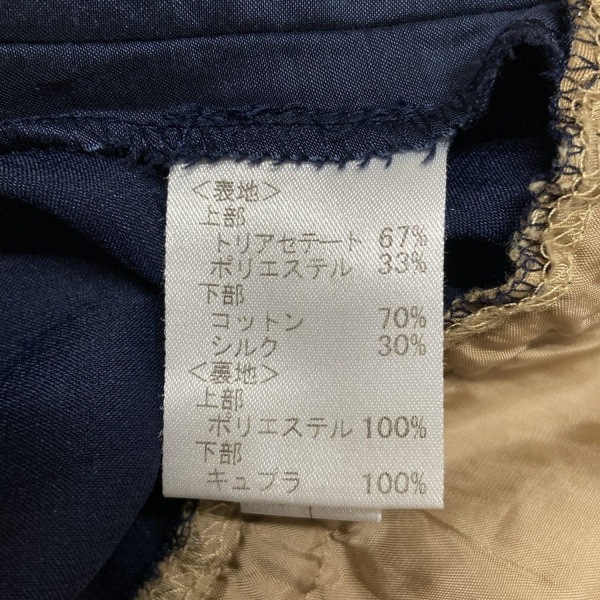 <表地>
上部
トリアセテート 67%
ポリエステル 33%
下部
コットン 70%
シルク 30%
<裏地>
上部
ポリエステル 100%
下部
キュプラ 100%